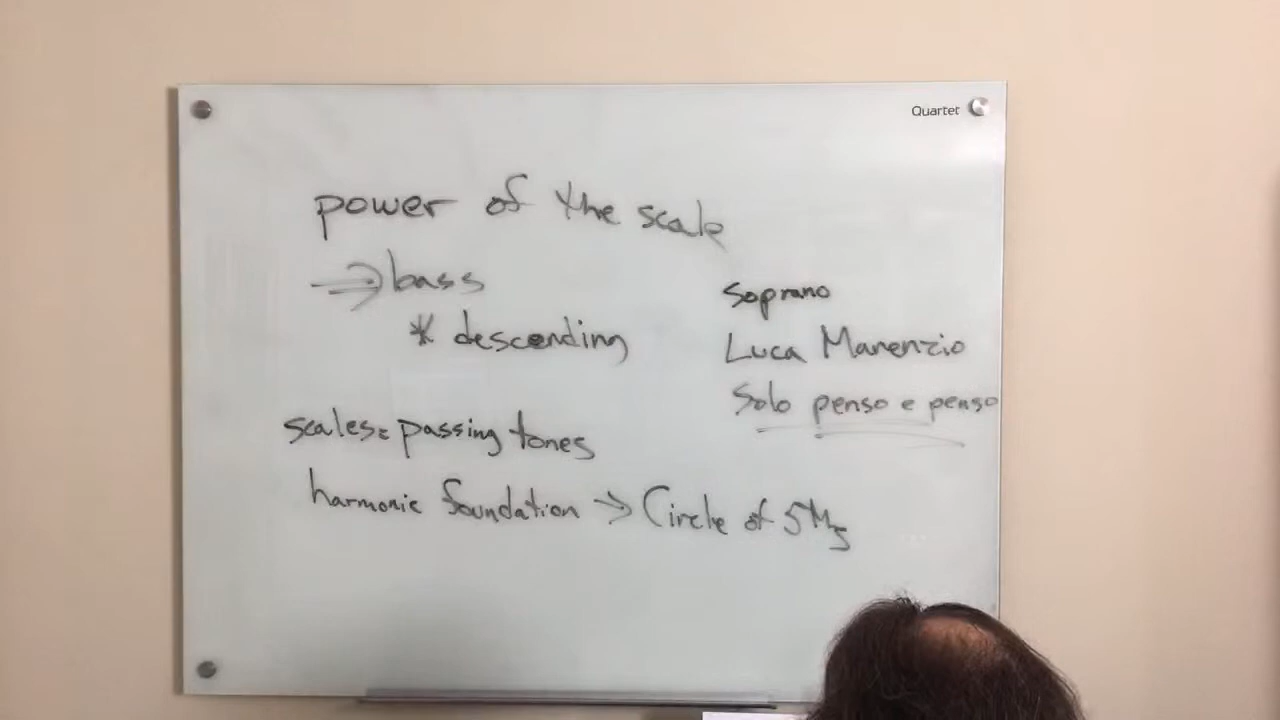 Quartet
power of the scale
→ bass
* descending
Soprano
Luca Marenzio
Solo penso e penso
scales = passing tones
harmonic foundation → Circle of 5ths